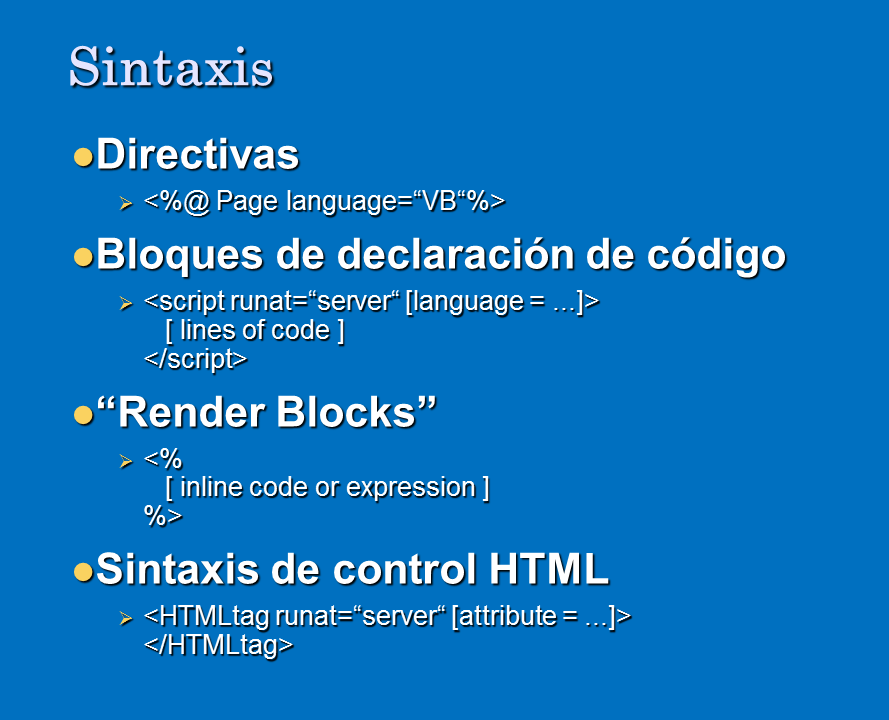 Sintaxis
Directivas
<%@ Page language=“VB“%>
Bloques de declaración de código
<script runat=“server“ [language = ...]>
[ lines of code ]
</script>
“Render Blocks”
<%
[ inline code or expression ]
%>
Sintaxis de control HTML
<HTMLtag runat=“server“ [attribute = ...]>
</HTMLtag>